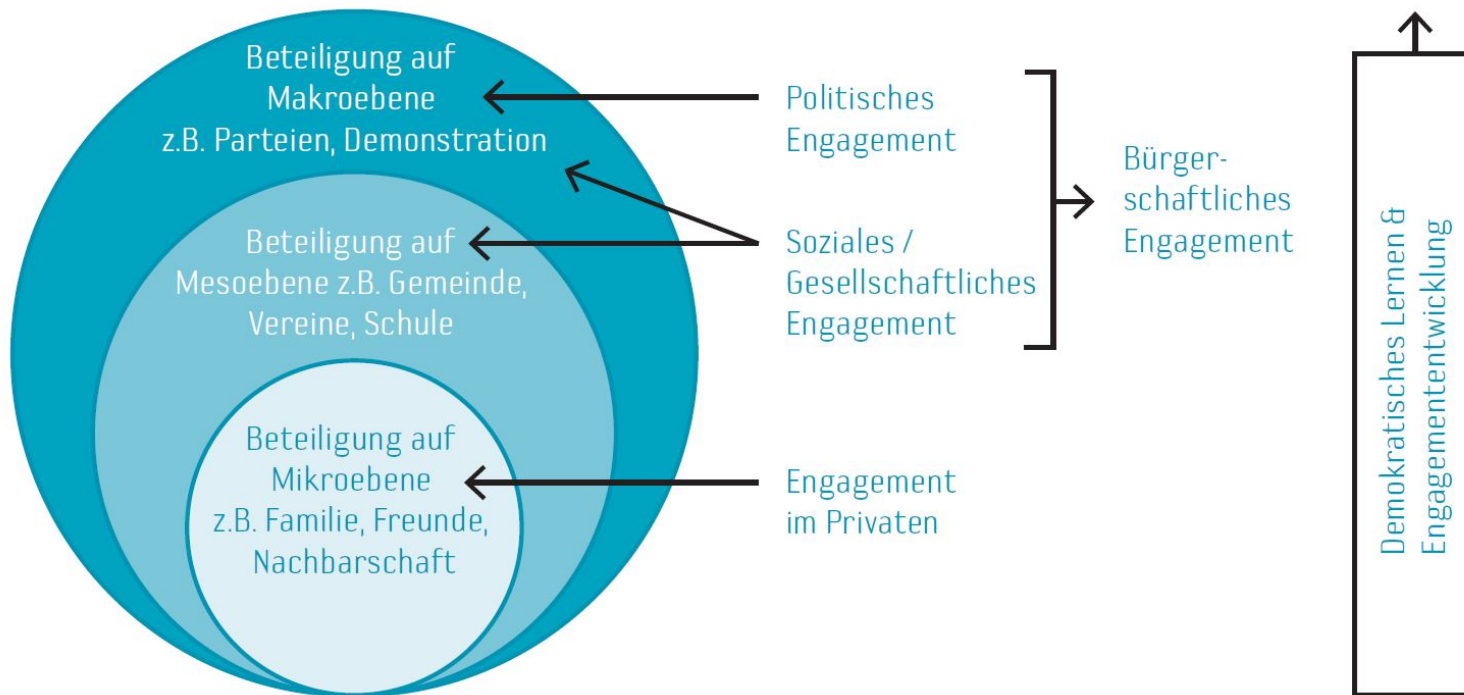 Beteiligung auf
Makroebene
z.B. Parteien, Demonstration
Beteiligung auf
Mesoebene z.B. Gemeinde,
Vereine, Schule
Beteiligung auf
Mikroebene
z.B. Familie, Freunde,
Nachbarschaft
Politisches
Engagement
Soziales /
Gesellschaftliches
Engagement
Engagement
im Privaten
Bürger-
schaftliches
Engagement
Demokratisches Lernen &
Engagemententwicklung